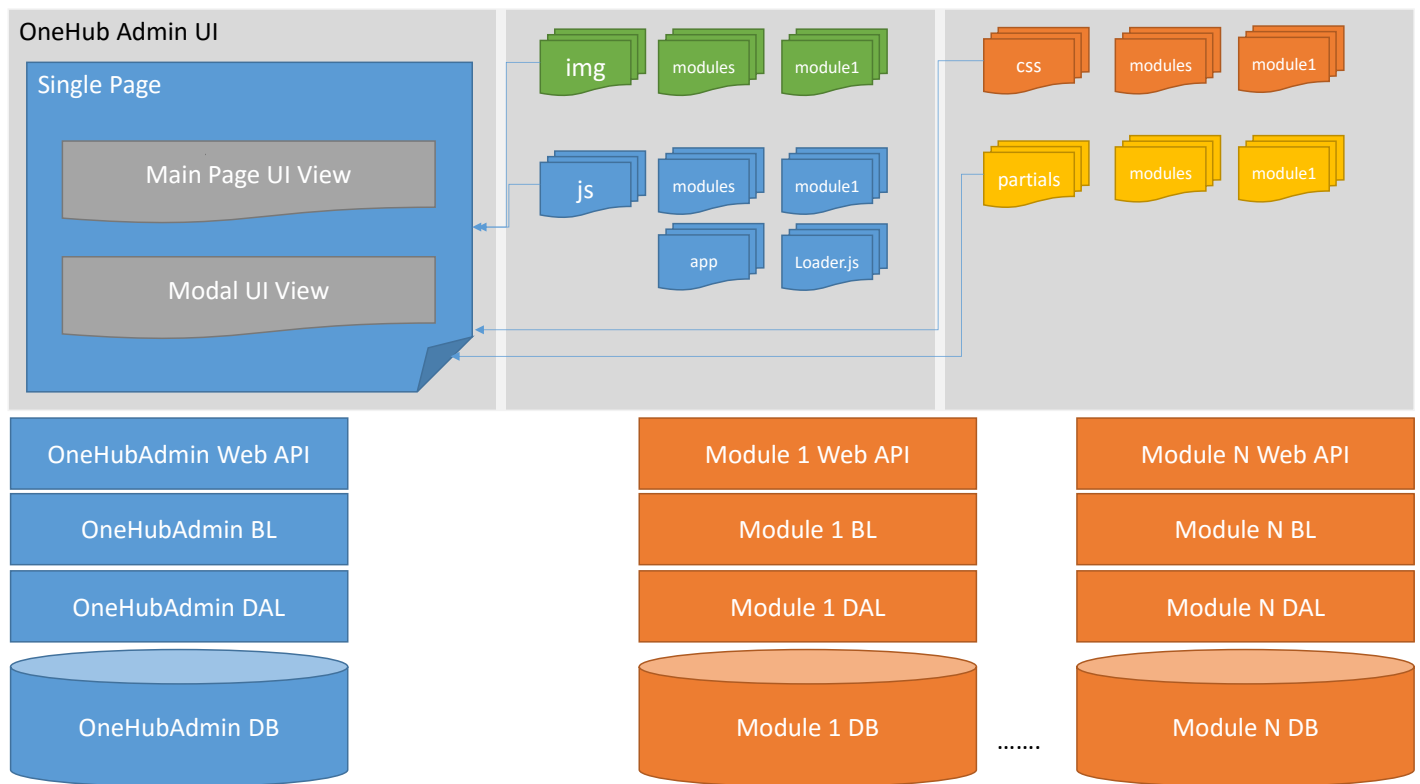 OneHub Admin UI
Single Page
Main Page UI View
Modal UI View
img
modules
module1
js
modules
module1
app
Loader.js
css
modules
module1
partials
modules
module1
OneHubAdmin Web API
OneHubAdmin BL
OneHubAdmin DAL
OneHubAdmin DB
Module 1 Web API
Module 1 BL
Module 1 DAL
Module 1 DB
.......
Module N Web API
Module N BL
Module N DAL
Module N DB